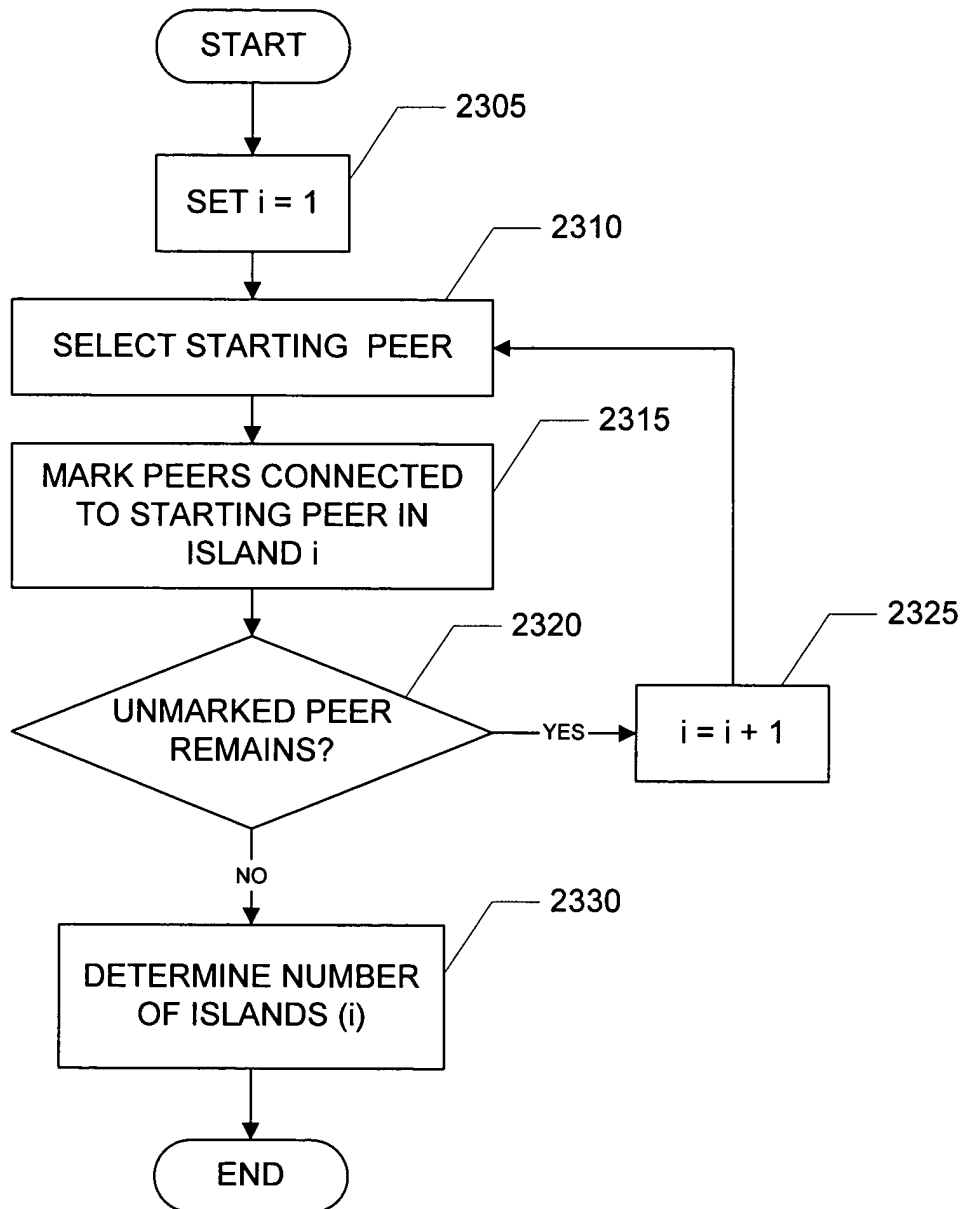 START
2305
SET i = 1
2310
SELECT STARTING PEER
2315
MARK PEERS CONNECTED
TO STARTING PEER IN
ISLAND i
2320
2325
UNMARKED PEER
REMAINS?
YES
i = i + 1
NO
2330
DETERMINE NUMBER
OF ISLANDS (i)
END